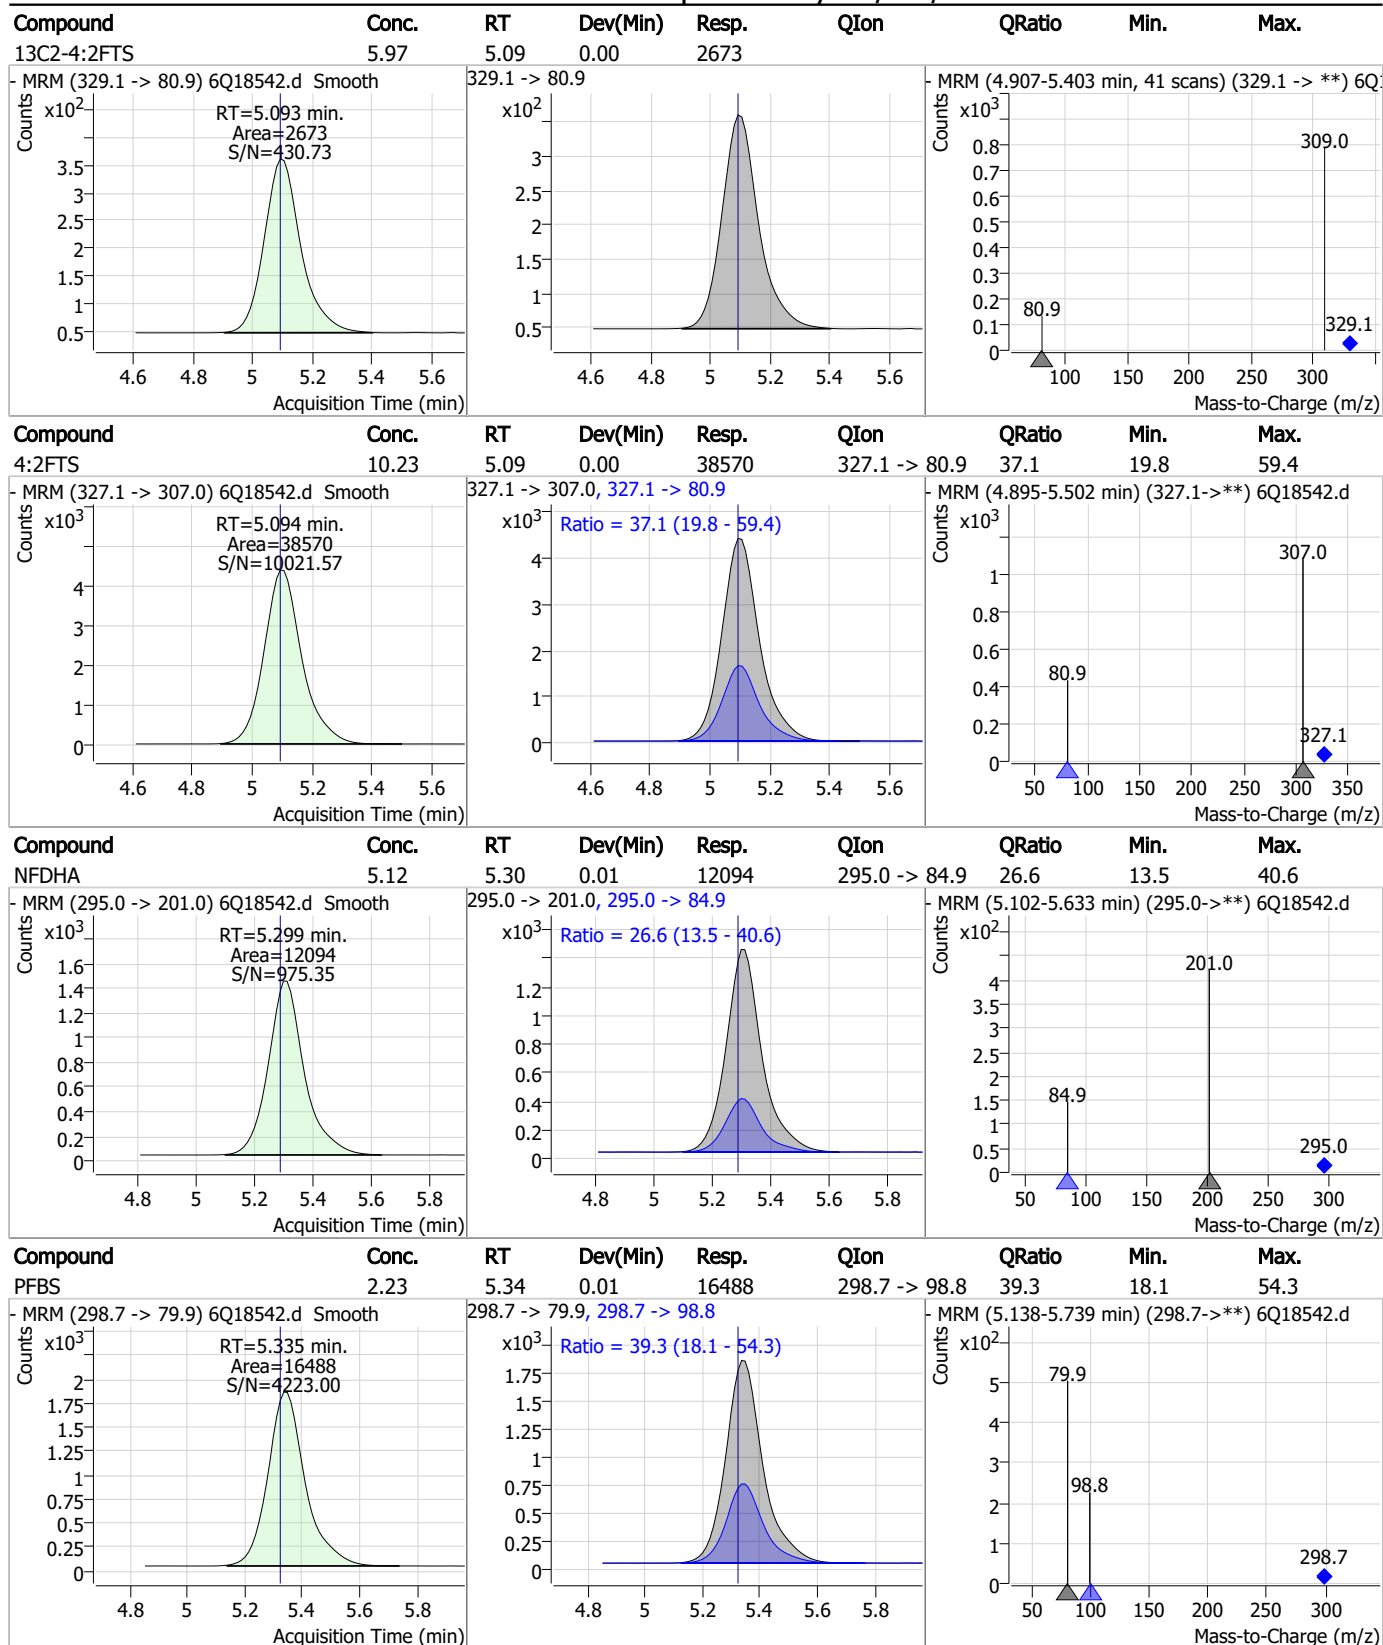 Compound Conc. RT Dev(Min) Resp. QIon QRatio Min. Max.
13C2-4:2FTS 5.97 5.09 0.00 2673
- MRM (329.1 -> 80.9) 6Q18542.d Smooth
Counts
x10²
RT=5.093 min.
Area=2673
S/N=430.73
3.5
3
2.5
2
1.5
1
0.5
4.6 4.8 5 5.2 5.4 5.6
Acquisition Time (min)
329.1 -> 80.9
x10²
3
2.5
2
1.5
1
0.5
4.6 4.8 5 5.2 5.4 5.6
- MRM (4.907-5.403 min, 41 scans) (329.1 -> **) 6Q1
Counts
x10³
309.0
0.8
0.7
0.6
0.5
0.4
0.3
0.2
80.9
0.1
329.1
0
100 150 200 250 300
Mass-to-Charge (m/z)
Compound Conc. RT Dev(Min) Resp. QIon QRatio Min. Max.
4:2FTS 10.23 5.09 0.00 38570 327.1 -> 80.9 37.1 19.8 59.4
- MRM (327.1 -> 307.0) 6Q18542.d Smooth
Counts
x10³
RT=5.094 min.
Area=38570
S/N=10021.57
4
3
2
1
0
4.6 4.8 5 5.2 5.4 5.6
Acquisition Time (min)
327.1 -> 307.0, 327.1 -> 80.9
x10³
Ratio = 37.1 (19.8 - 59.4)
4
3
2
1
0
4.6 4.8 5 5.2 5.4 5.6
- MRM (4.895-5.502 min) (327.1->**) 6Q18542.d
Counts
x10³
307.0
1
0.8
0.6
80.9
0.4
0.2
327.1
0
50 100 150 200 250 300 350
Mass-to-Charge (m/z)
Compound Conc. RT Dev(Min) Resp. QIon QRatio Min. Max.
NFDHA 5.12 5.30 0.01 12094 295.0 -> 84.9 26.6 13.5 40.6
- MRM (295.0 -> 201.0) 6Q18542.d Smooth
Counts
x10³
RT=5.299 min.
Area=12094
S/N=975.35
1.6
1.4
1.2
1
0.8
0.6
0.4
0.2
0
4.8 5 5.2 5.4 5.6 5.8
Acquisition Time (min)
295.0 -> 201.0, 295.0 -> 84.9
x10³
Ratio = 26.6 (13.5 - 40.6)
1.2
1
0.8
0.6
0.4
0.2
0
4.8 5 5.2 5.4 5.6 5.8
- MRM (5.102-5.633 min) (295.0->**) 6Q18542.d
Counts
x10²
201.0
4
3.5
3
2.5
2
1.5
84.9
1
0.5
295.0
0
50 100 150 200 250 300
Mass-to-Charge (m/z)
Compound Conc. RT Dev(Min) Resp. QIon QRatio Min. Max.
PFBS 2.23 5.34 0.01 16488 298.7 -> 98.8 39.3 18.1 54.3
- MRM (298.7 -> 79.9) 6Q18542.d Smooth
Counts
x10³
RT=5.335 min.
Area=16488
S/N=4223.00
2
1.75
1.5
1.25
1
0.75
0.5
0.25
0
4.8 5 5.2 5.4 5.6 5.8
Acquisition Time (min)
298.7 -> 79.9, 298.7 -> 98.8
x10³
Ratio = 39.3 (18.1 - 54.3)
1.75
1.5
1.25
1
0.75
0.5
0.25
0
4.8 5 5.2 5.4 5.6 5.8
- MRM (5.138-5.739 min) (298.7->**) 6Q18542.d
Counts
x10²
79.9
5
4
3
98.8
2
1
298.7
0
50 100 150 200 250 300
Mass-to-Charge (m/z)